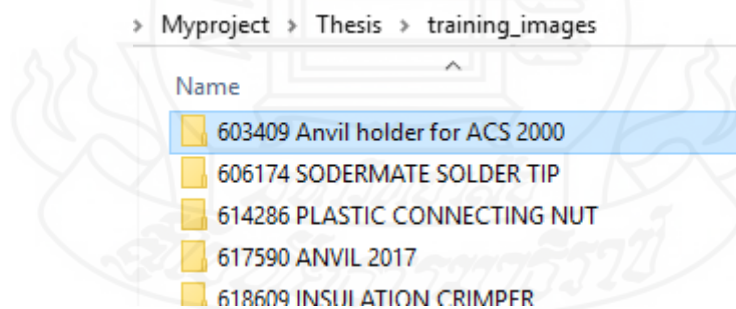 > Myproject > Thesis > training_images
Name
603409 Anvil holder for ACS 2000
606174 SODERMATE SOLDER TIP
614286 PLASTIC CONNECTING NUT
617590 ANVIL 2017
618609 INSULATION CRIMPER